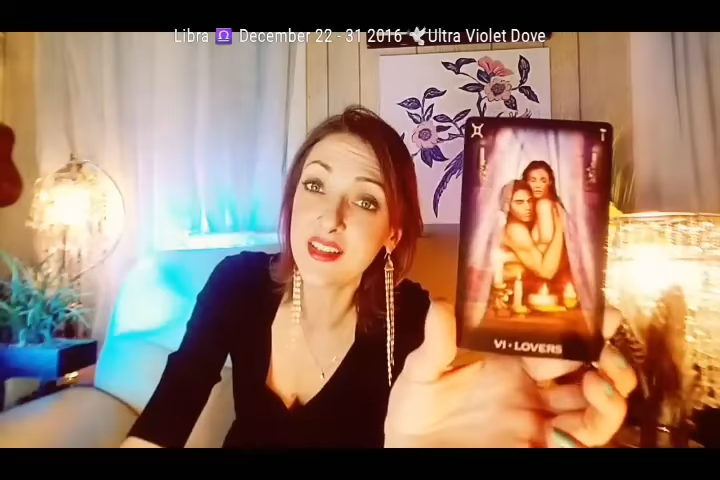 Libra ♎ December 22 - 31 2016 🕊Ultra Violet Dove
VI • LOVERS